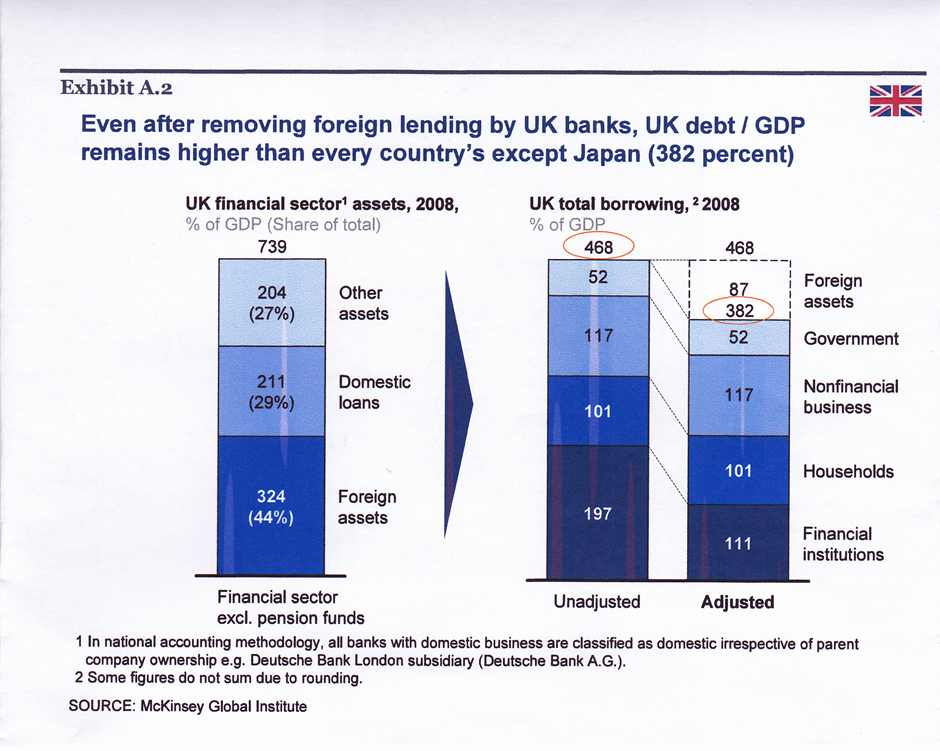 Exhibit A.2
Even after removing foreign lending by UK banks, UK debt / GDP
remains higher than every country's except Japan (382 percent)
UK financial sector¹ assets, 2008,
% of GDP (Share of total)
739
204
(27%)
Other
assets
211
(29%)
Domestic
loans
324
(44%)
Foreign
assets
Financial sector
excl. pension funds
UK total borrowing, ² 2008
% of GDP
468
52
117
101
197
Unadjusted
468
87
382
52
117
101
111
Adjusted
Foreign
assets
Government
Nonfinancial
business
Households
Financial
institutions
1 In national accounting methodology, all banks with domestic business are classified as domestic irrespective of parent
company ownership e.g. Deutsche Bank London subsidiary (Deutsche Bank A.G.).
2 Some figures do not sum due to rounding.
SOURCE: McKinsey Global Institute